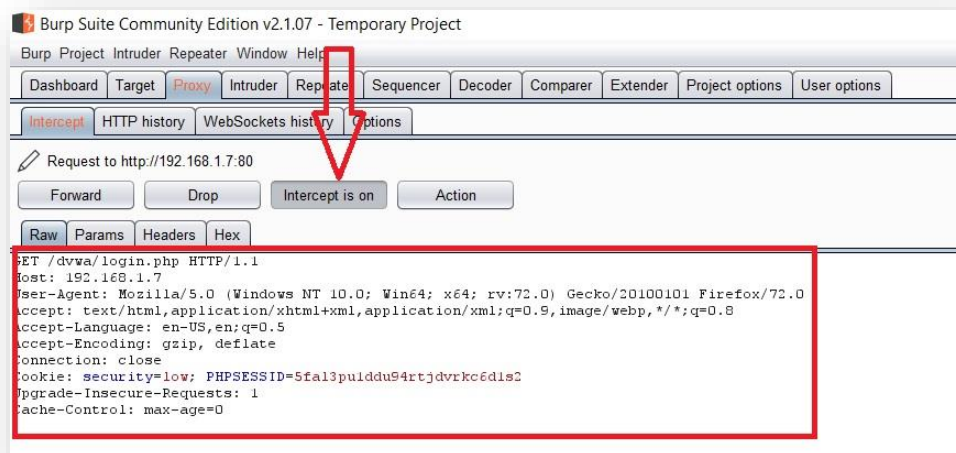 Burp Suite Community Edition v2.1.07 - Temporary Project
Burp Project Intruder Repeater Window Help
Dashboard Target Proxy Intruder Repeater Sequencer Decoder Comparer Extender Project options User options
Intercept HTTP history WebSockets history Options
Request to http://192.168.1.7:80
Forward Drop Intercept is on Action
Raw Params Headers Hex
GET /dvwa/login.php HTTP/1.1
Host: 192.168.1.7
User-Agent: Mozilla/5.0 (Windows NT 10.0; Win64; x64; rv:72.0) Gecko/20100101 Firefox/72.0
Accept: text/html,application/xhtml+xml,application/xml;q=0.9,image/webp,*/*;q=0.8
Accept-Language: en-US,en;q=0.5
Accept-Encoding: gzip, deflate
Connection: close
Cookie: security=low; PHPSESSID=5fal3pu1ddu94rtjdvrkc6d1s2
Upgrade-Insecure-Requests: 1
Cache-Control: max-age=0